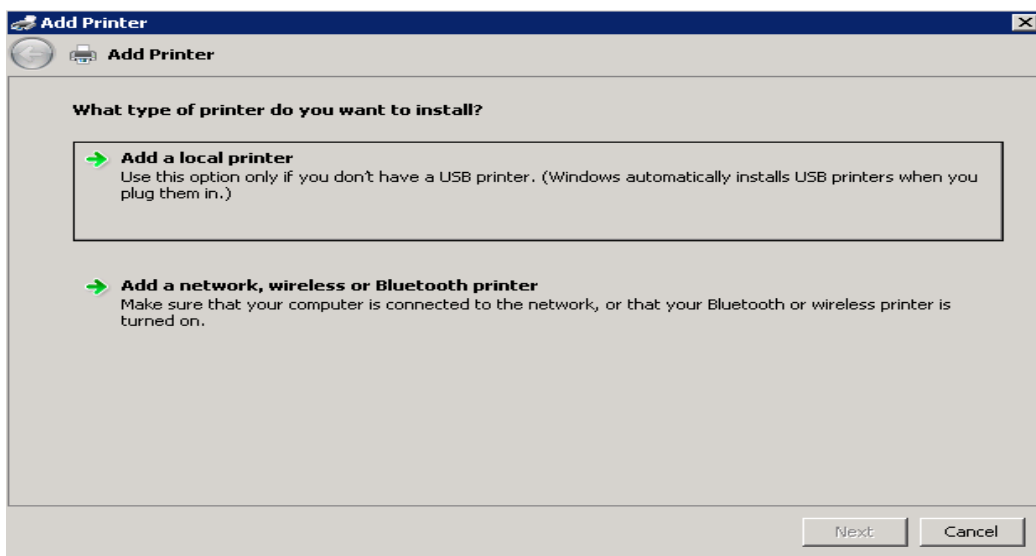 Add Printer
Add Printer
What type of printer do you want to install?
Add a local printer
Use this option only if you don't have a USB printer. (Windows automatically installs USB printers when you
plug them in.)
Add a network, wireless or Bluetooth printer
Make sure that your computer is connected to the network, or that your Bluetooth or wireless printer is
turned on.
Next
Cancel